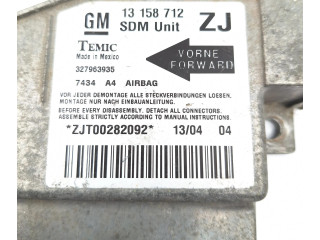 GM 13 158 712 ZJ
SDM Unit
TEMIC
Made in Mexico
VORNE
FORWARD
327963935
7434 A4 AIRBAG
VOR JEDER DEMONTAGE ALLE STECKVERBINDUNGEN LOESEN.
MONTAGE NUR NACH EINBAUANLEITUNG.
BEFORE ANY DISASSEMBLY, DETACH ALL CONNECTORS.
ASSEMBLE STRICTLY ACCORDING TO MANUAL INSTRUCTIONS.
*ZJT00282092* 13/04 04